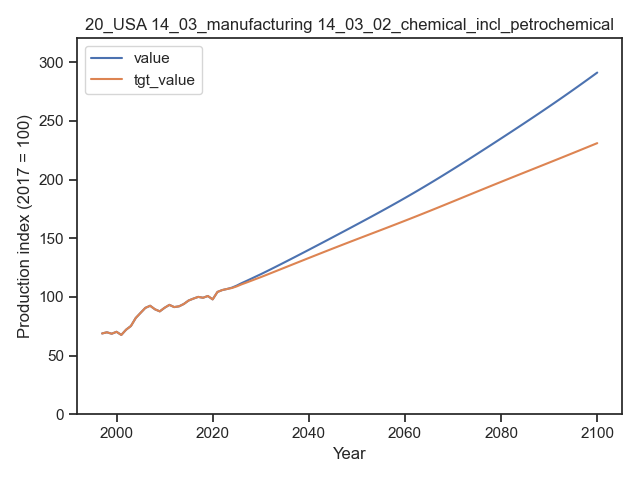 20_USA 14_03_manufacturing 14_03_02_chemical_incl_petrochemical
value
tgt_value
Production index (2017 = 100)
300
250
200
150
100
50
0
2000 2020 2040 2060 2080 2100
Year